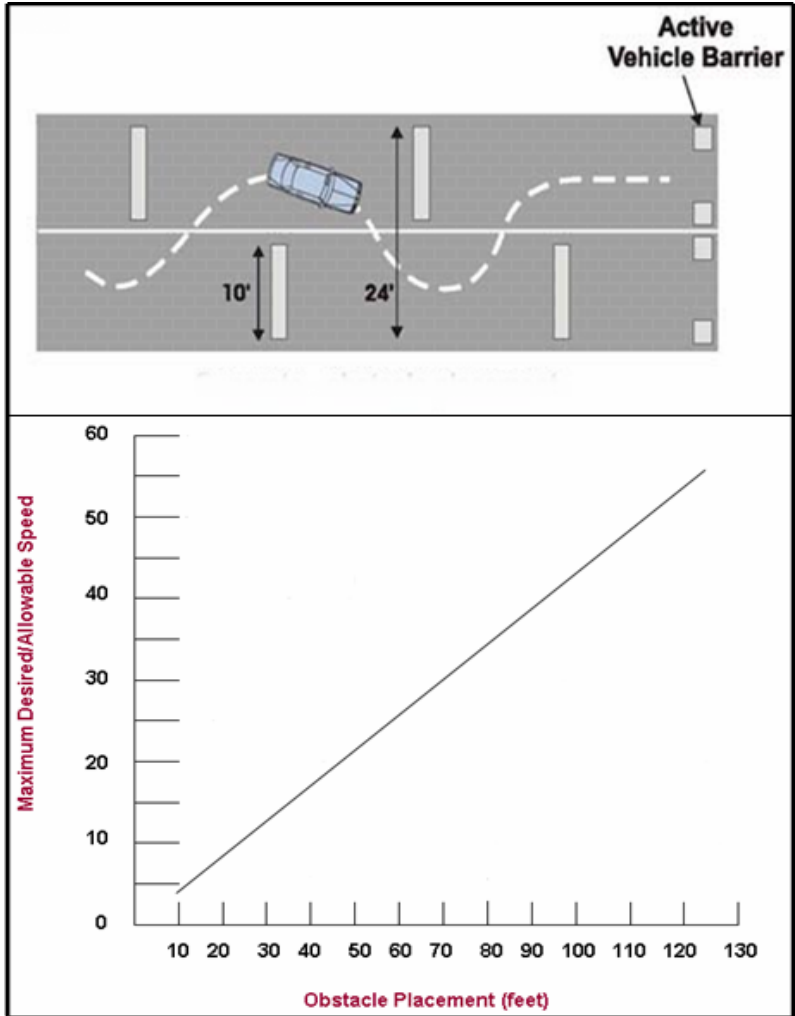 Active
Vehicle Barrier
10'
24'
60
50
40
30
20
10
0
Maximum Desired/Allowable Speed
10 20 30 40 50 60 70 80 90 100 110 120 130
Obstacle Placement (feet)